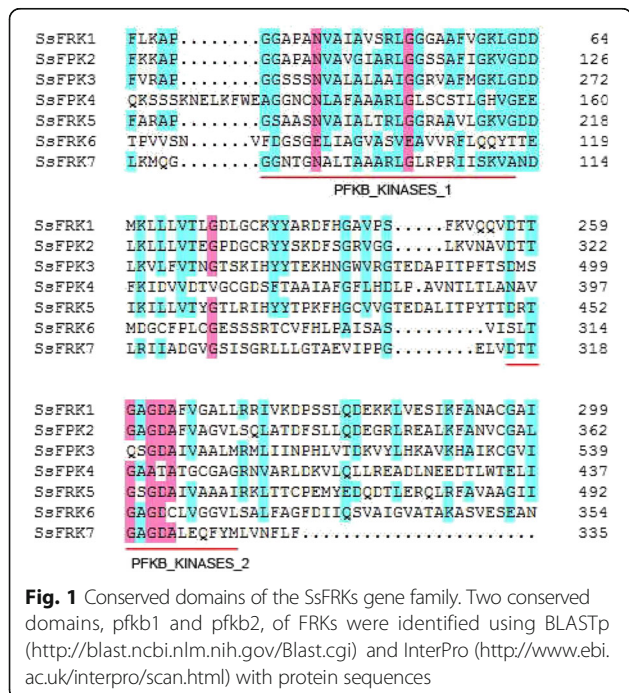 SsFRK1 FLKAP........GGAPANVAIAVSRLGGGAAFVGKLGDD 64
SsFPK2 FKKAP........GGAPANVAVGIARLGGSSAFIGKVGDD 126
SsFPK3 FVRAP........GGSSSNVALALAAIGGRVAFMGKLGDD 272
SsFPK4 QKSSSKNELKFWEAGGNCNLAFAAARLGLSCSTLGHVGEE 160
SsFRK5 FARAP........GSAASNVAIALTRLGGRAAVLGKVGDD 218
SsFRK6 TPVVSN.....VFDGSGELIAGVASVEAVVRFLQQYTTE 119
SsFRK7 LKMQG........GGNTGNALTAAARLGLRPRIISKVAND 114
PFKB_KINASES_1
SsFRK1 MKLLLVTLGDLGCKYYARDFHGAVPS.....FKVQQVDTT 259
SsFPK2 LKLLLVTEGPDGCRYYSKDFSGRVGG.....LKVNAVDTT 322
SsFPK3 LKVLFVTNGTSKIHYYTEKHNGWVRGTEDAPITPFTSDMS 499
SsFPK4 FKIDVVDTVGCGDSFTAAIAFGFLHDLP.AVNTLTLANAV 397
SsFRK5 IKILLVTYGTLRIHYYTPKFHGCVVGTEDALITPYTTDRT 452
SsFRK6 MDGCFPLCGESSSRTCVFHLPAISAS........VISLT 314
SsFRK7 LRIIADGVGSISGRLLLGTAEVIPPG........ELVDTT 318
SsFRK1 GAGDAFVGALLRRIVKDPSSLQDEKKLVESIKFANACGAI 299
SsFPK2 GAGDAFVAGVLSQLATDFSLLQDEGRLREALKFANVCGAL 362
SsFPK3 QSGDAIVAALMRMLIINPHLVTDKVYLHKAVKHAIKCGVI 539
SsFPK4 GAATATGCGAGRNVARLDKVLQLLREADLNEEDTLWTELI 437
SsFRK5 GSGDAIVAAAIRKLTTCPEMYEDQDTLERQLRFAVAAGII 492
SsFRK6 GAGDCLVGGVLSALFAGFDIIQSVAIGVATAKASVESEAN 354
SsFRK7 GAGDALEQFYMLVNFLF....................... 335
PFKB_KINASES_2
Fig. 1 Conserved domains of the SsFRKs gene family. Two conserved
domains, pfkb1 and pfkb2, of FRKs were identified using BLASTp
(http://blast.ncbi.nlm.nih.gov/Blast.cgi) and InterPro (http://www.ebi.
ac.uk/interpro/scan.html) with protein sequences